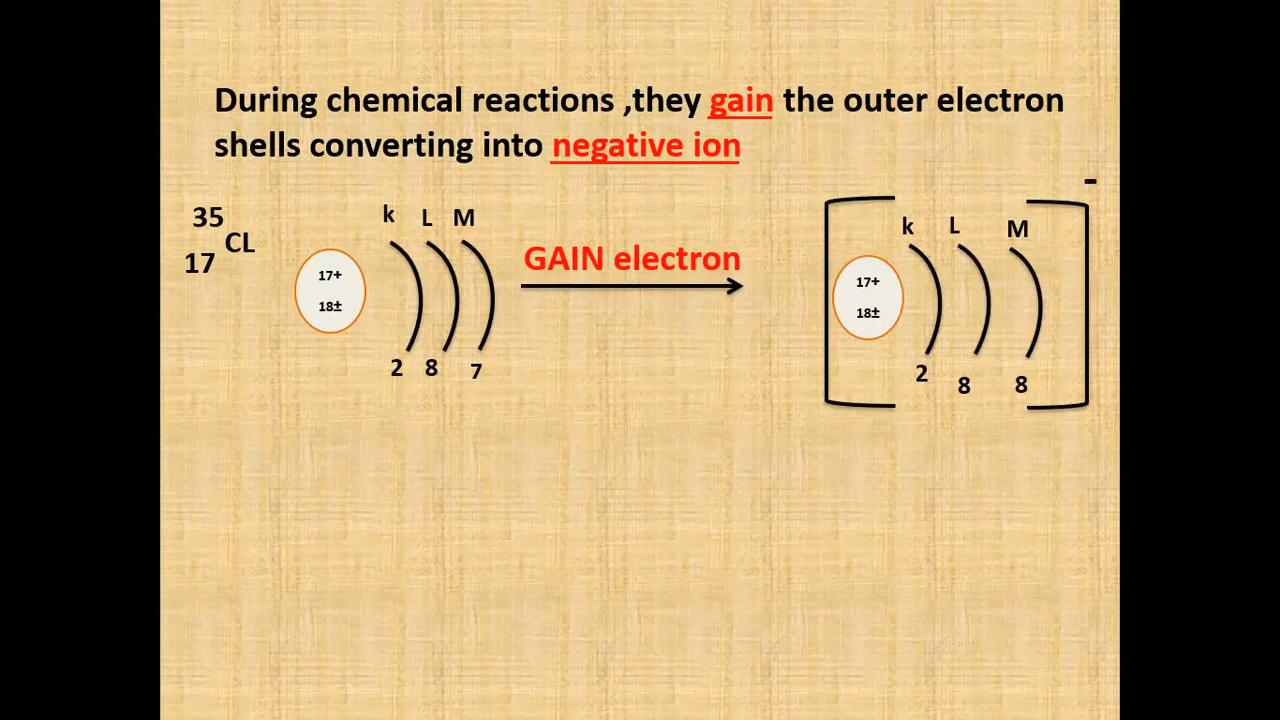 During chemical reactions ,they gain the outer electron
shells converting into negative ion
-
35
17
CL
k L M
17+
18±
2 8 7
GAIN electron
k L M
17+
18±
2 8 8